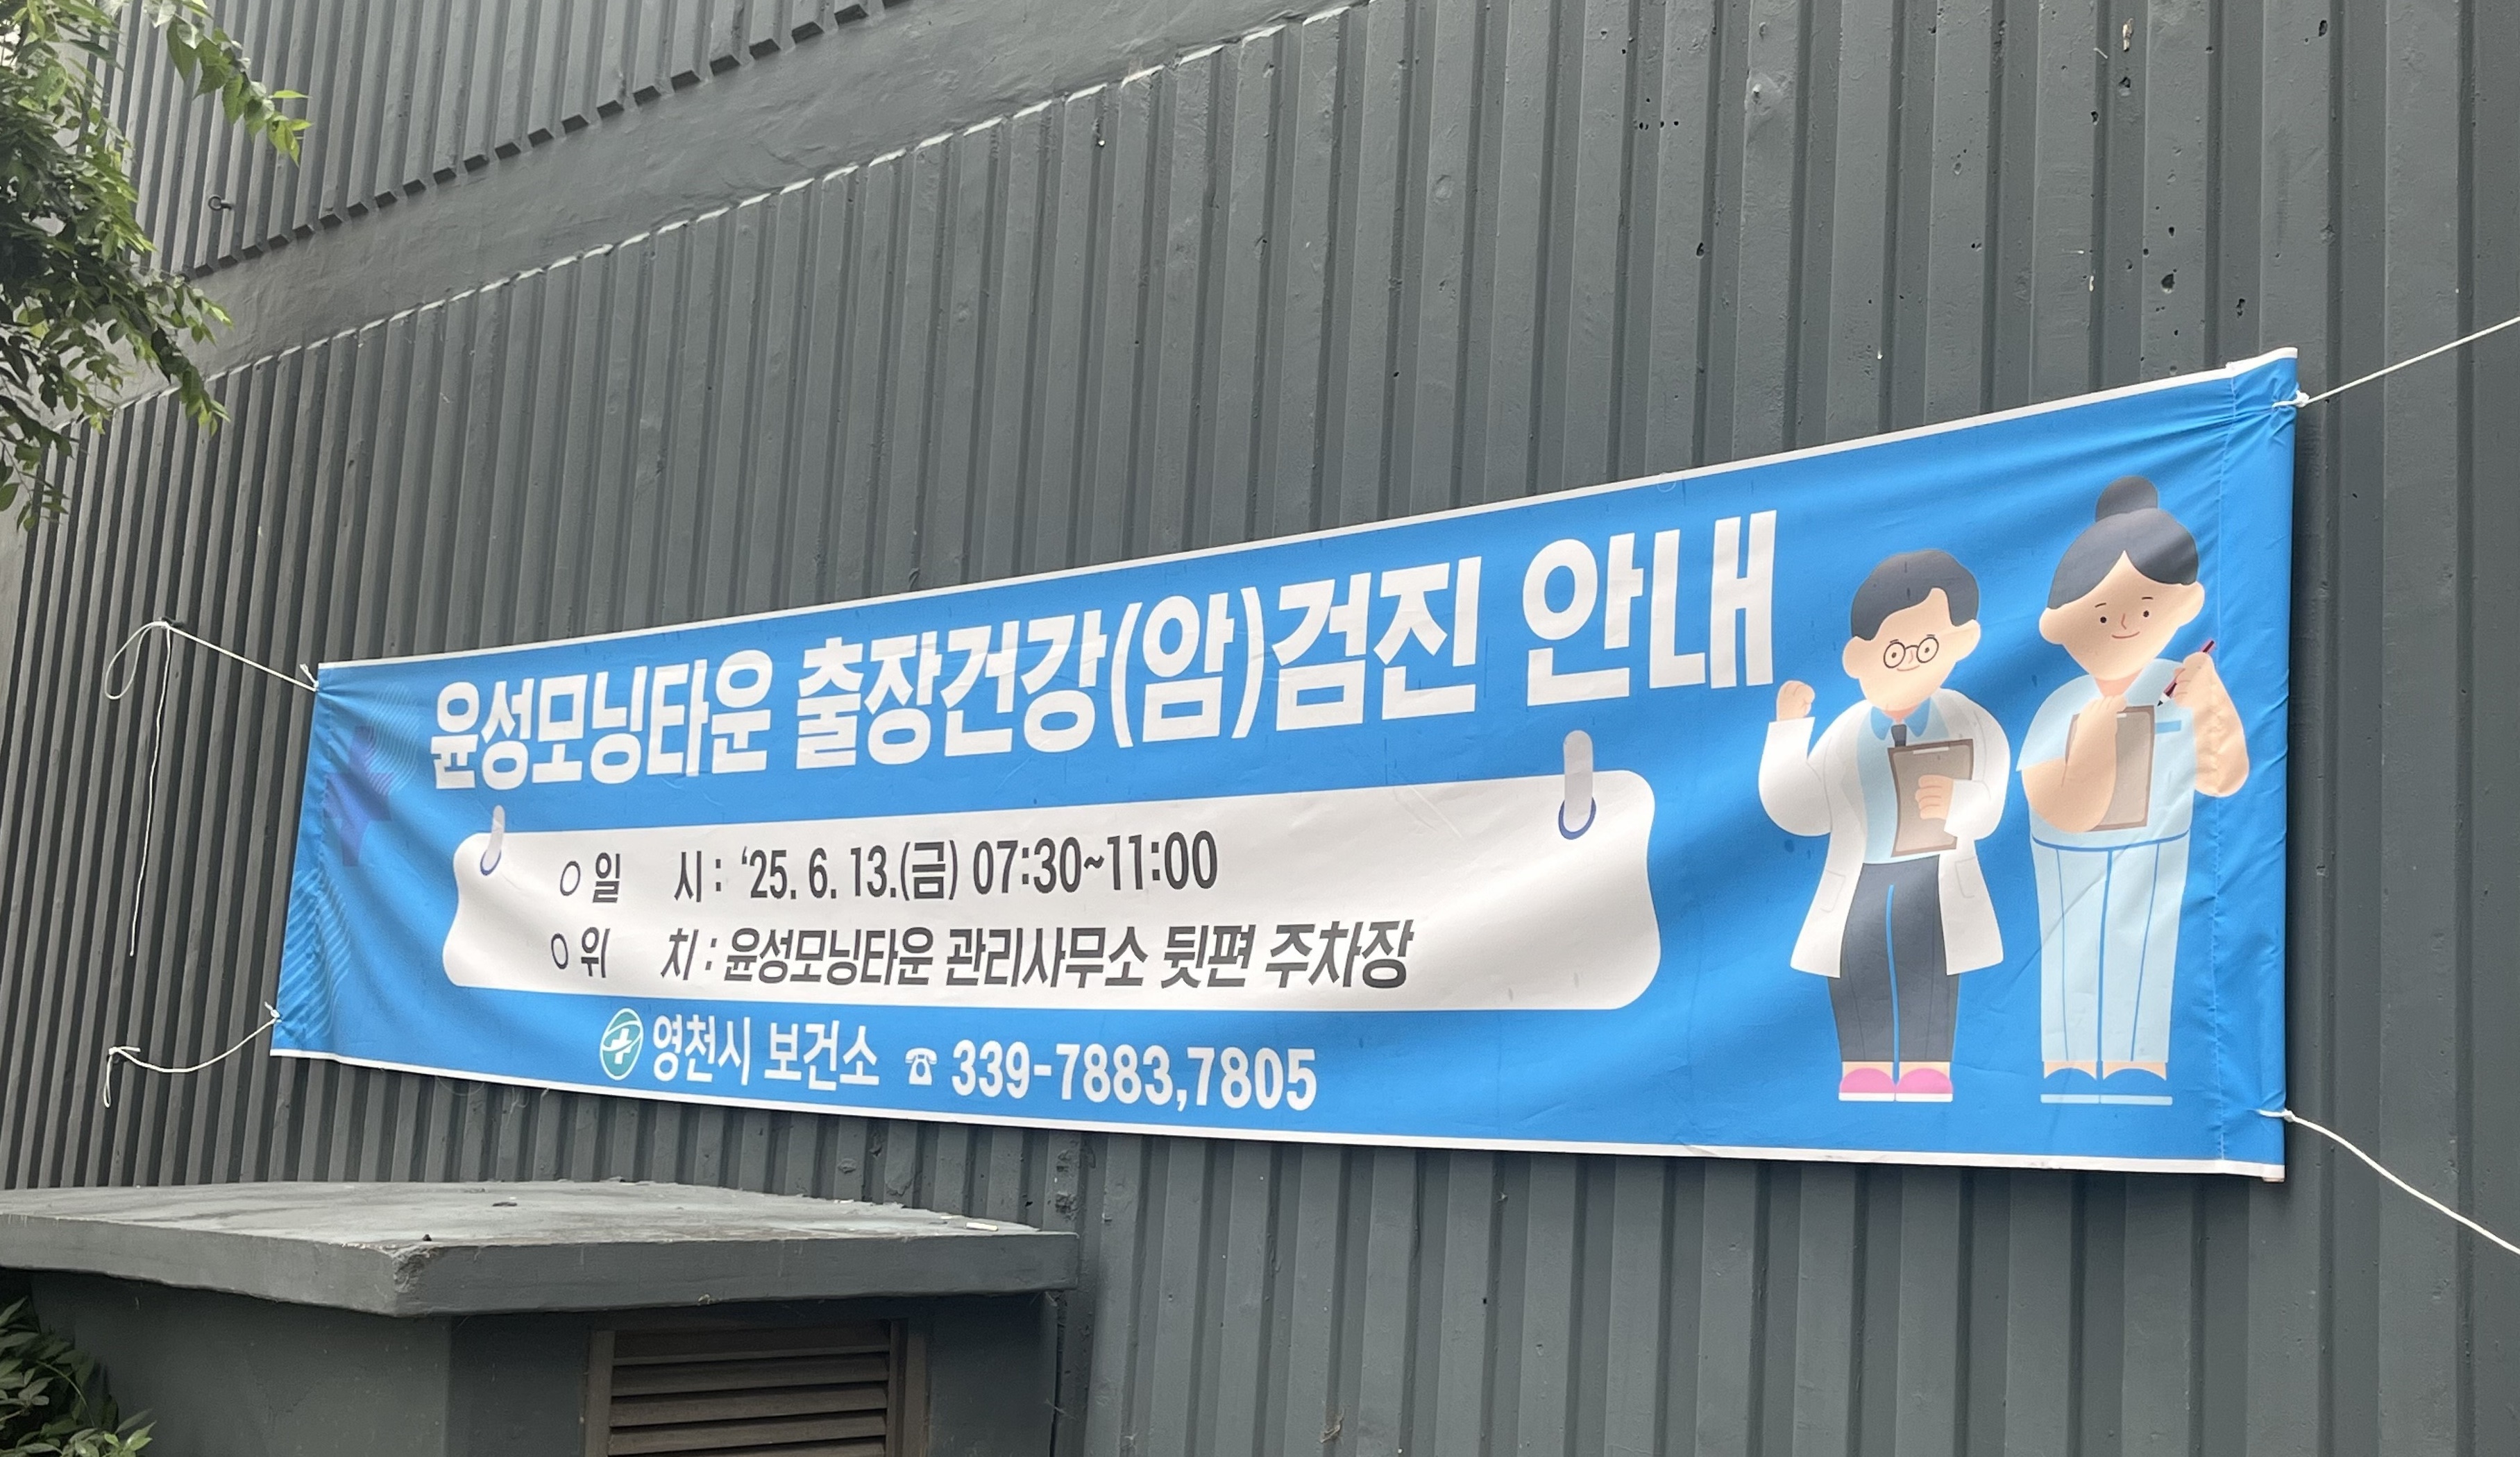 윤성모닝타운 출장건강(암)검진 안내
○ 일 시 : ‘25. 6. 13.(금) 07:30~11:00
○ 위 치 : 윤성모닝타운 관리사무소 뒷편 주차장
영천시 보건소 ☎ 339-7883,7805